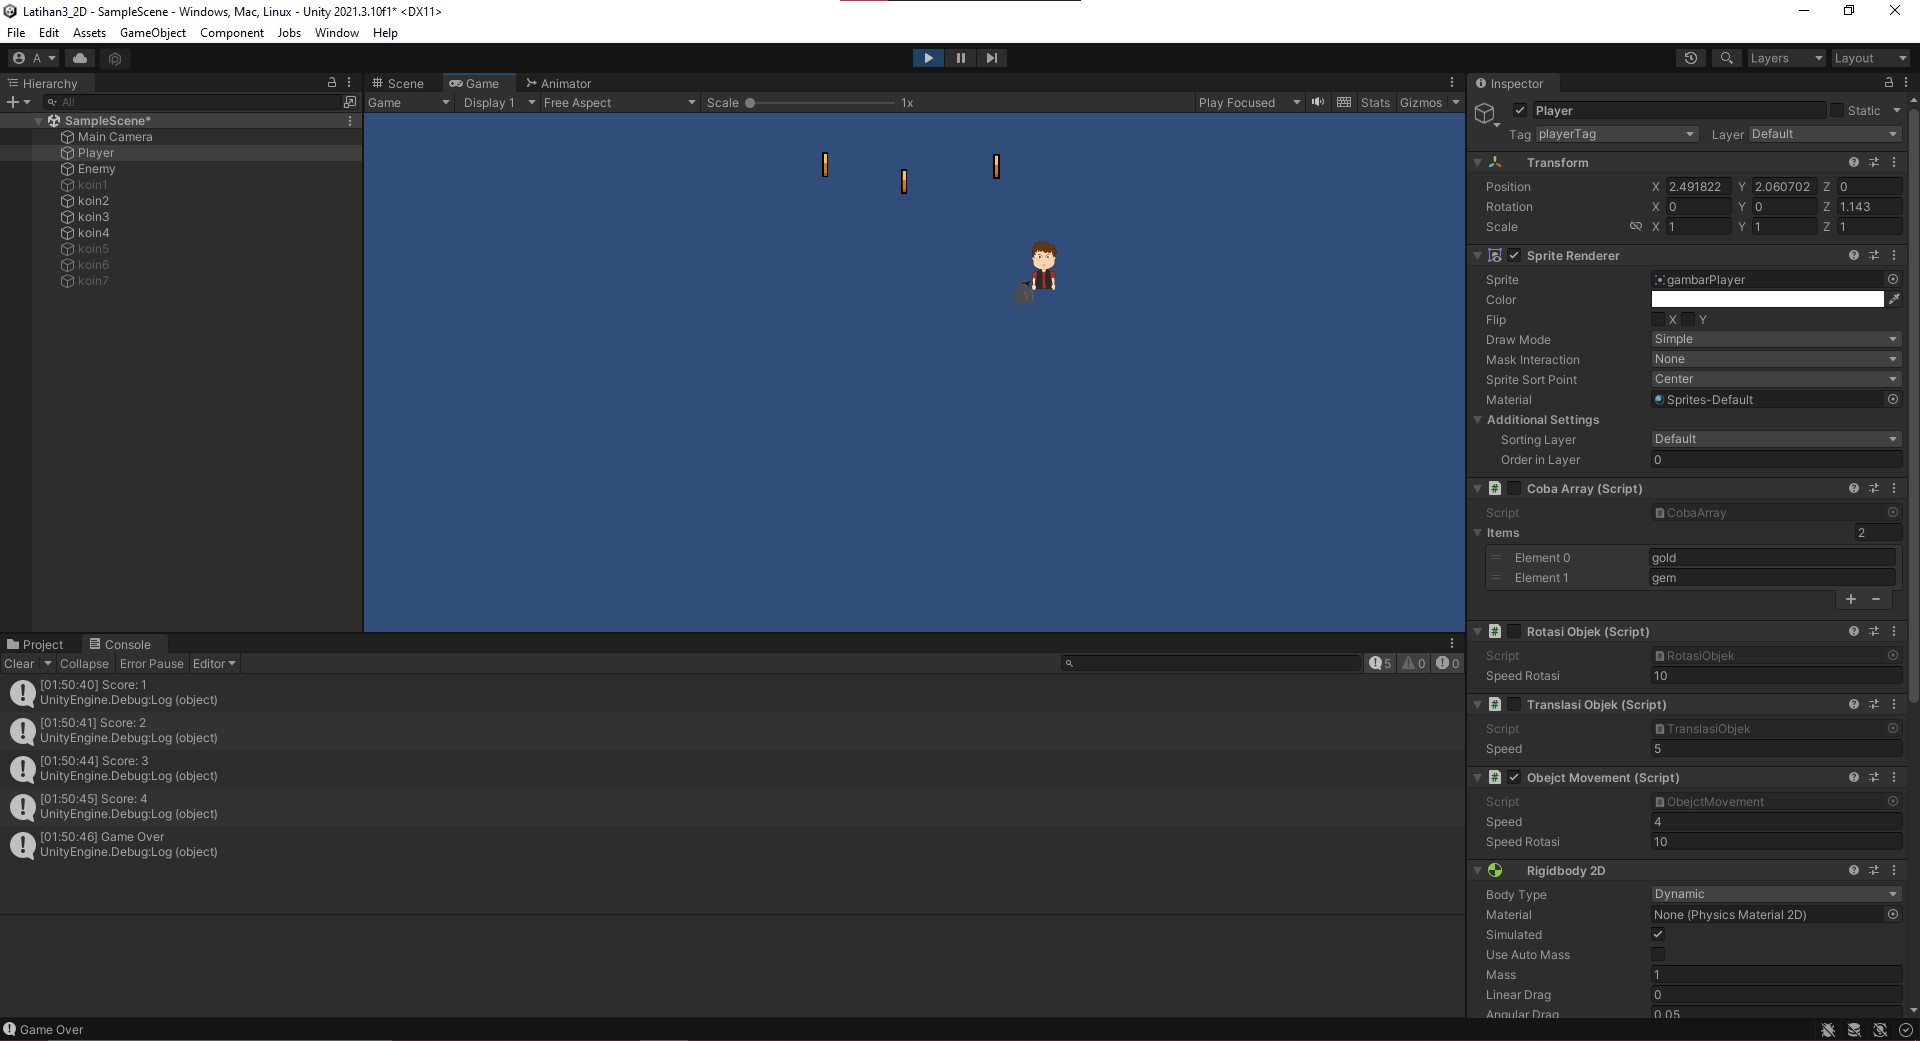 Latihan3_2D - SampleScene - Windows, Mac, Linux - Unity 2021.3.10f1* <DX11>
File Edit Assets GameObject Component Jobs Window Help
A Layers Layout
Hierarchy
All
SampleScene*
Main Camera
Player
Enemy
koin1
koin2
koin3
koin4
koin5
koin6
koin7
Scene Game Animator
Game Display 1 Free Aspect Scale 1x Play Focused Stats Gizmos
Project Console
Clear Collapse Error Pause Editor 5 0 0
[01:50:40] Score: 1
UnityEngine.Debug:Log (object)
[01:50:41] Score: 2
UnityEngine.Debug:Log (object)
[01:50:44] Score: 3
UnityEngine.Debug:Log (object)
[01:50:45] Score: 4
UnityEngine.Debug:Log (object)
[01:50:46] Game Over
UnityEngine.Debug:Log (object)
Game Over
Inspector
Player Static
Tag playerTag Layer Default
Transform
Position X 2.491822 Y 2.060702 Z 0
Rotation X 0 Y 0 Z 1.143
Scale X 1 Y 1 Z 1
Sprite Renderer
Sprite gambarPlayer
Color
Flip X Y
Draw Mode Simple
Mask Interaction None
Sprite Sort Point Center
Material Sprites-Default
Additional Settings
Sorting Layer Default
Order in Layer 0
# Coba Array (Script)
Script CobaArray
Items 2
Element 0 gold
Element 1 gem
+ −
# Rotasi Objek (Script)
Script RotasiObjek
Speed Rotasi 10
# Translasi Objek (Script)
Script TranslasiObjek
Speed 5
# Obejct Movement (Script)
Script ObejctMovement
Speed 4
Speed Rotasi 10
Rigidbody 2D
Body Type Dynamic
Material None (Physics Material 2D)
Simulated
Use Auto Mass
Mass 1
Linear Drag 0
Angular Drag 0.05